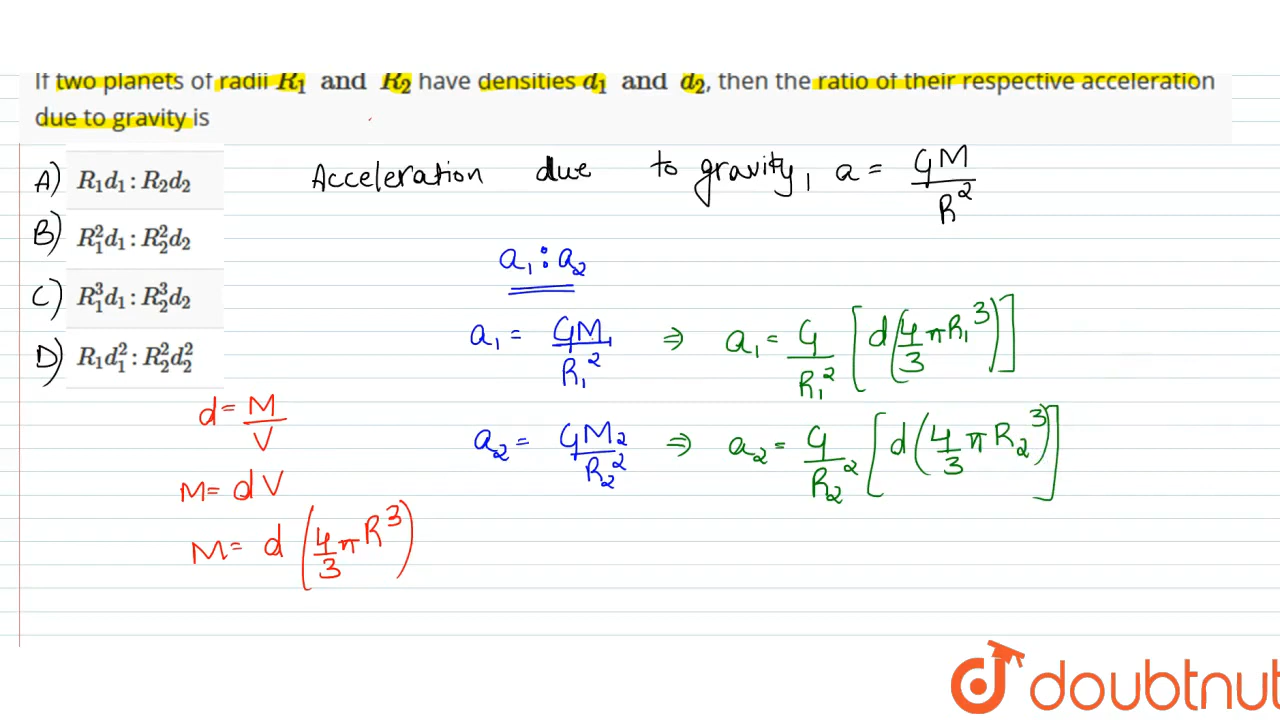 If two planets of radii R₁ and R₂ have densities d₁ and d₂, then the ratio of their respective acceleration
due to gravity is
A) R₁d₁ : R₂d₂
Acceleration due to gravity, a = GM/R²
B) R₁²d₁ : R₂²d₂
C) R₁³d₁ : R₂³d₂
D) R₁d₁² : R₂²d₂²
a₁ : a₂
a₁ = GM₁/R₁² ⇒ a₁ = G/R₁² [d(4/3 πR₁³)]
a₂ = GM₂/R₂² ⇒ a₂ = G/R₂² [d(4/3 πR₂³)]
d = M/V
M = dV
M = d (4/3 πR³)
doubtnut